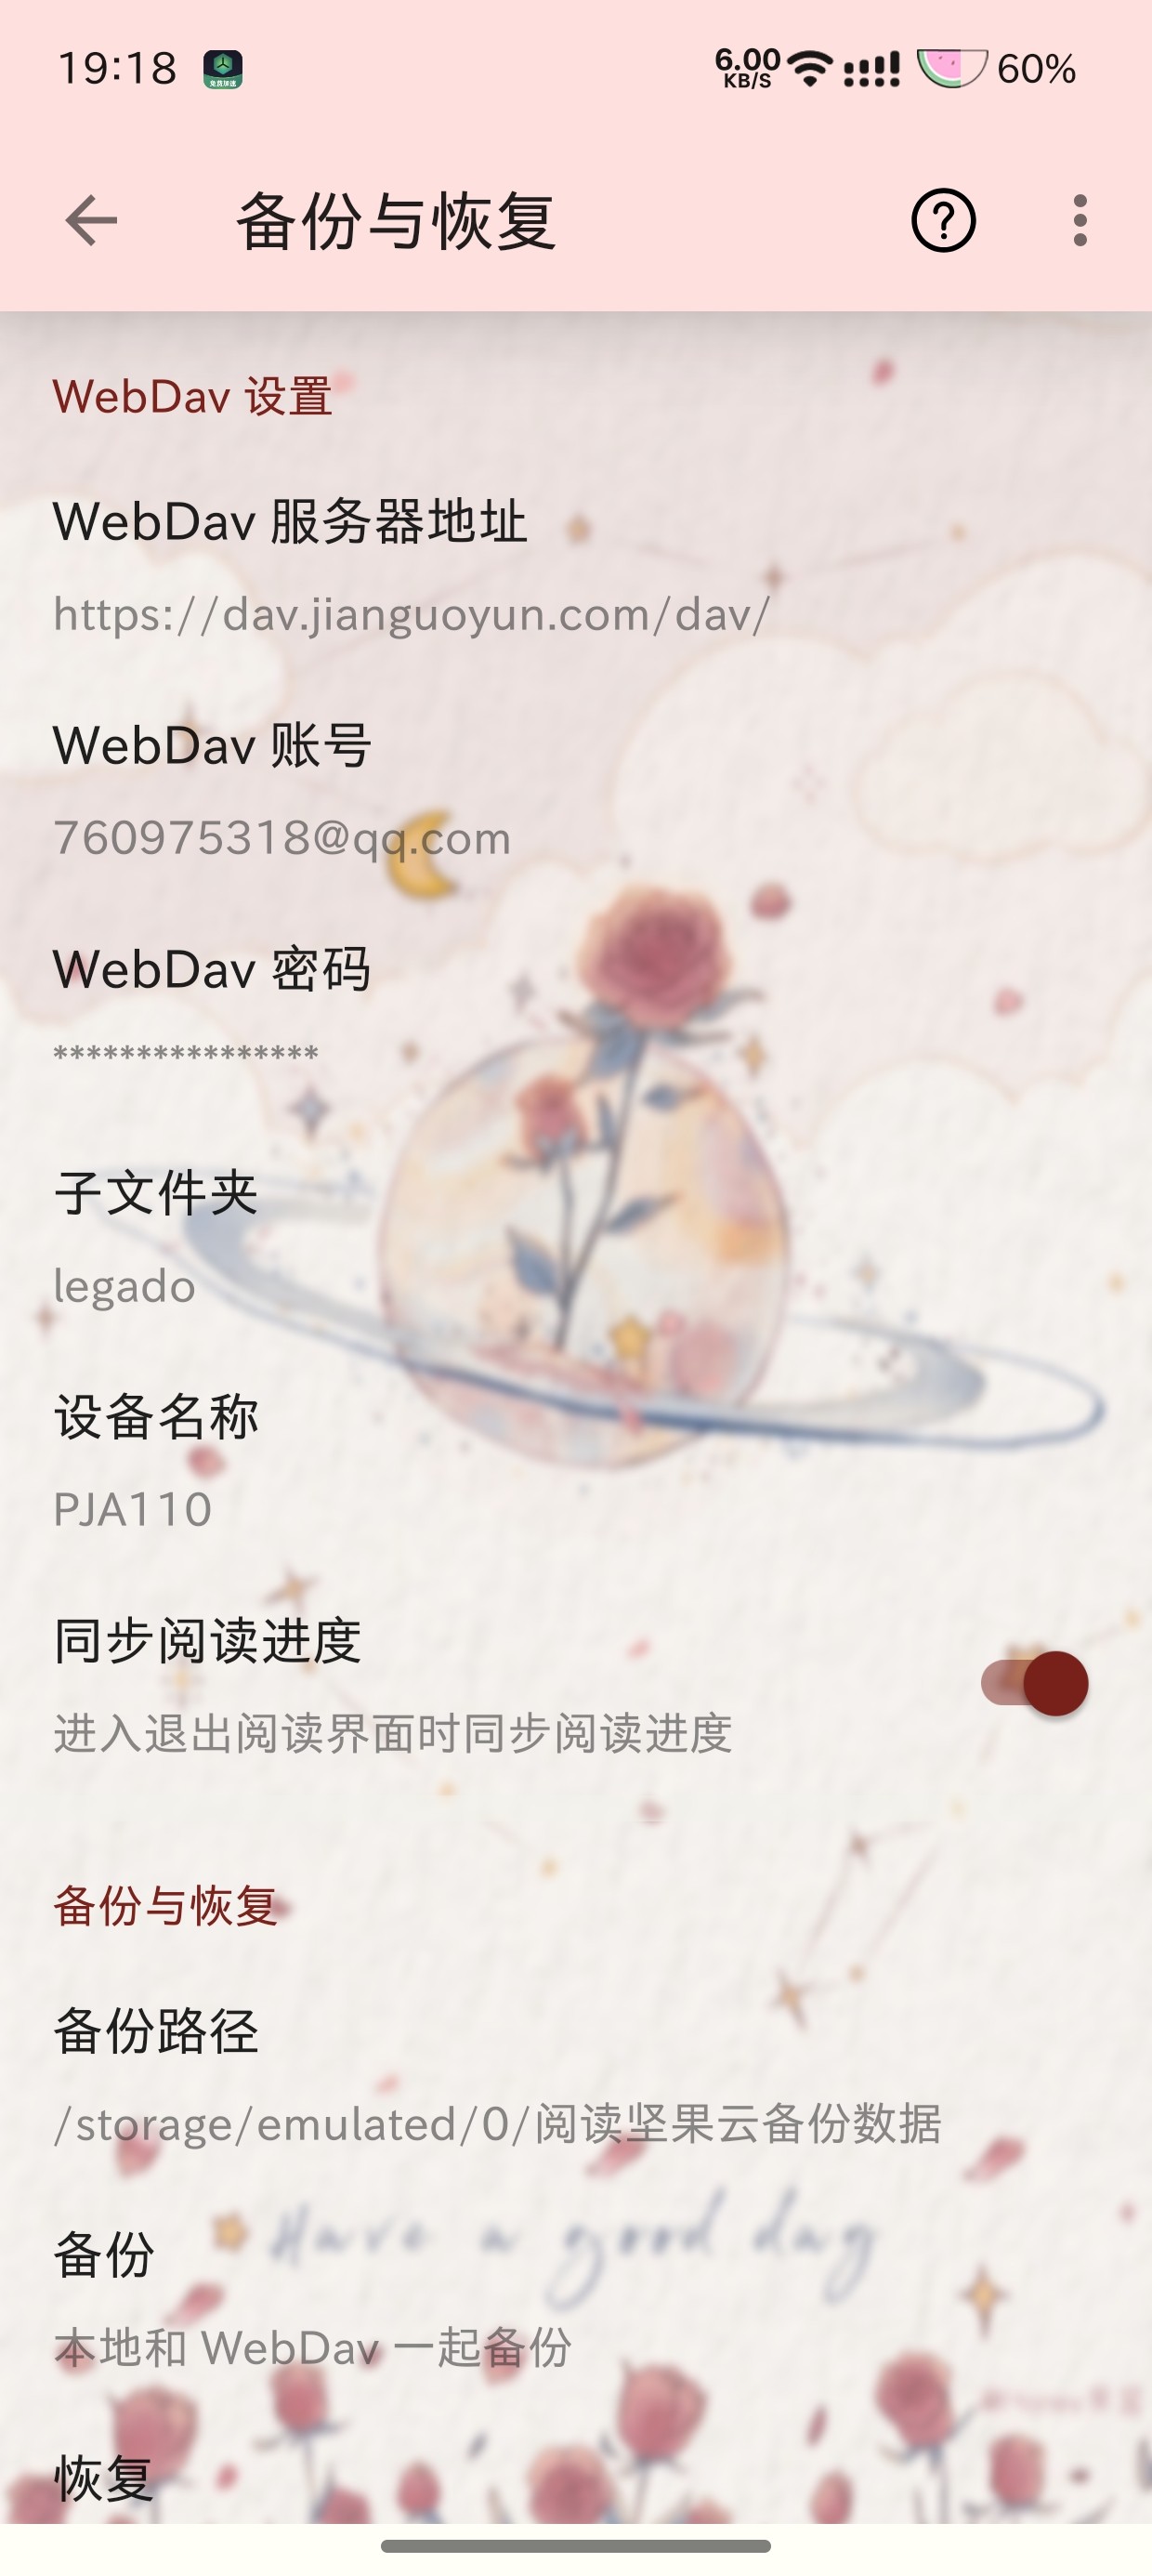 19:18
免费加速
6.00
KB/S
60%
备份与恢复
WebDav 设置
WebDav 服务器地址
https://dav.jianguoyun.com/dav/
WebDav 账号
760975318@qq.com
WebDav 密码
****************
子文件夹
legado
设备名称
PJA110
同步阅读进度
进入退出阅读界面时同步阅读进度
备份与恢复
备份路径
/storage/emulated/0/阅读坚果云备份数据
Have a good day
备份
本地和 WebDav 一起备份
恢复